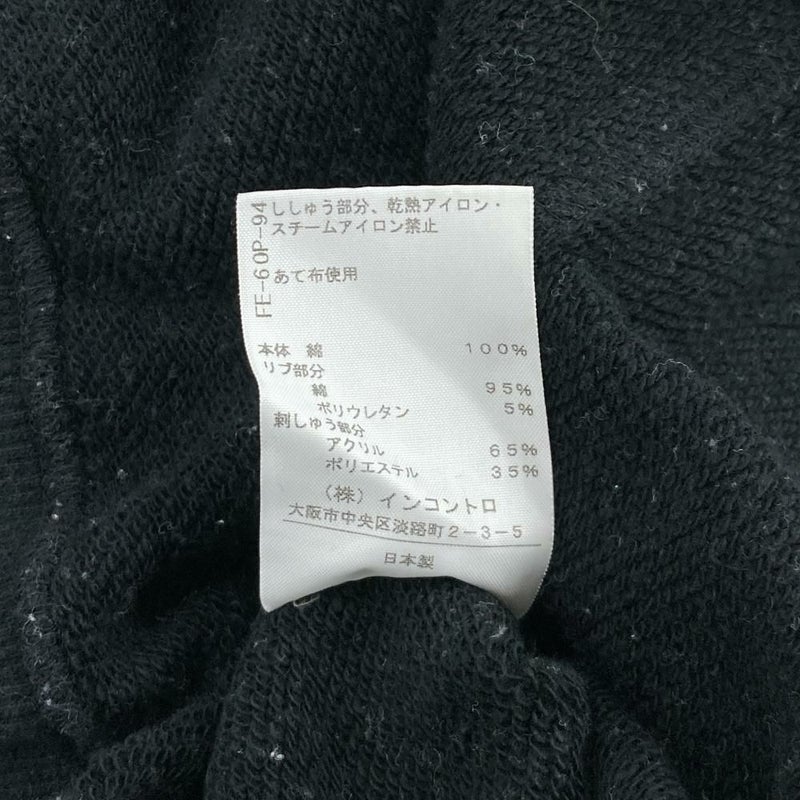 FE-60P-94
ししゅう部分、乾熱アイロン・
スチームアイロン禁止
あて布使用
本体 綿 100%
リブ部分
綿 95%
ポリウレタン 5%
刺しゅう部分
アクリル 65%
ポリエステル 35%
(株)インコントロ
大阪市中央区淡路町2-3-5
日本製